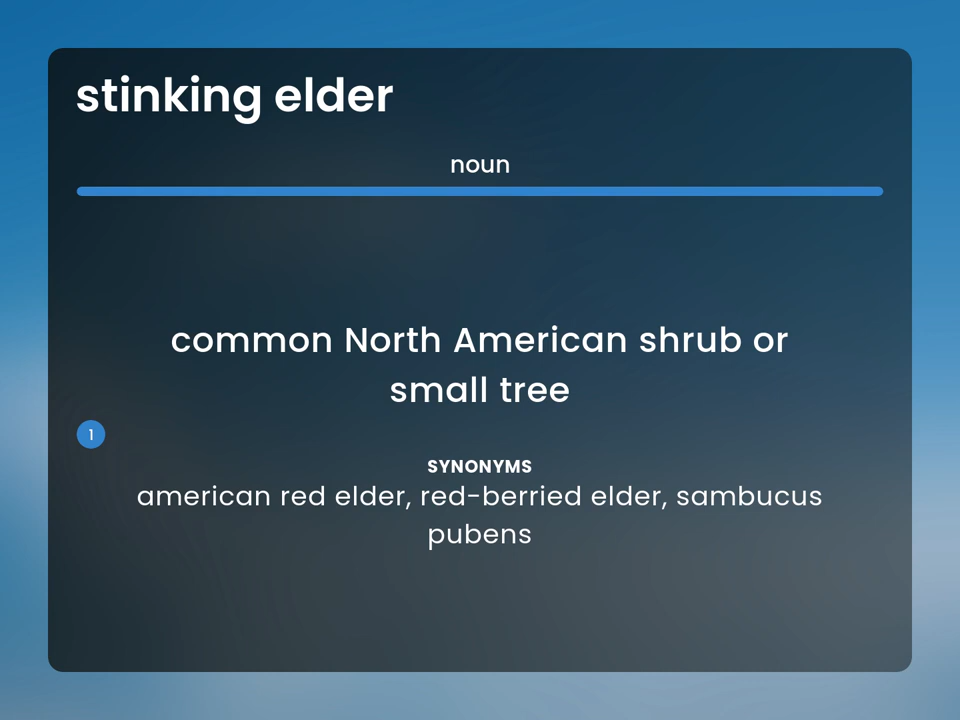 stinking elder
noun
common North American shrub or
small tree
1
SYNONYMS
american red elder, red-berried elder, sambucus
pubens